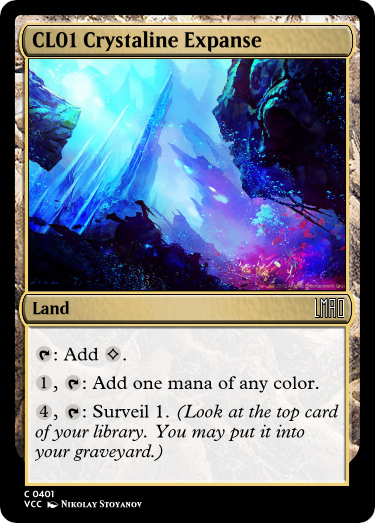 CL01 Crystaline Expanse
Land
LMAO
: Add .
1, : Add one mana of any color.
4, : Surveil 1. (Look at the top card
of your library. You may put it into
your graveyard.)
C 0401
VCC Nikolay Stoyanov